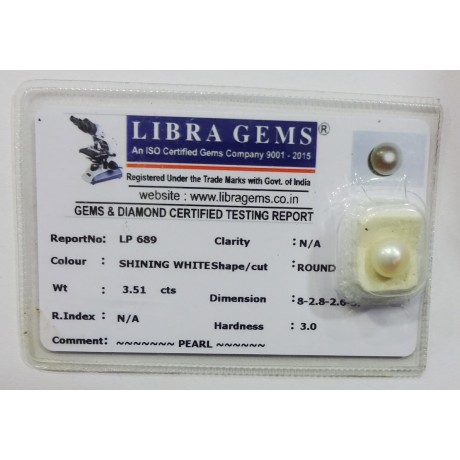 LIBRA GEMS®
An ISO Certified Gems Company 9001 - 2015
Registered Under the Trade Marks with Govt. of India
website : www.libragems.co.in
GEMS & DIAMOND CERTIFIED TESTING REPORT
ReportNo: LP 689 Clarity : N/A
Colour : SHINING WHITE Shape/cut : ROUND
Wt : 3.51 cts
Dimension : 8-2.8-2.6-
R.Index : N/A
Hardness : 3.0
Comment: ~~~~~~~ PEARL ~~~~~~